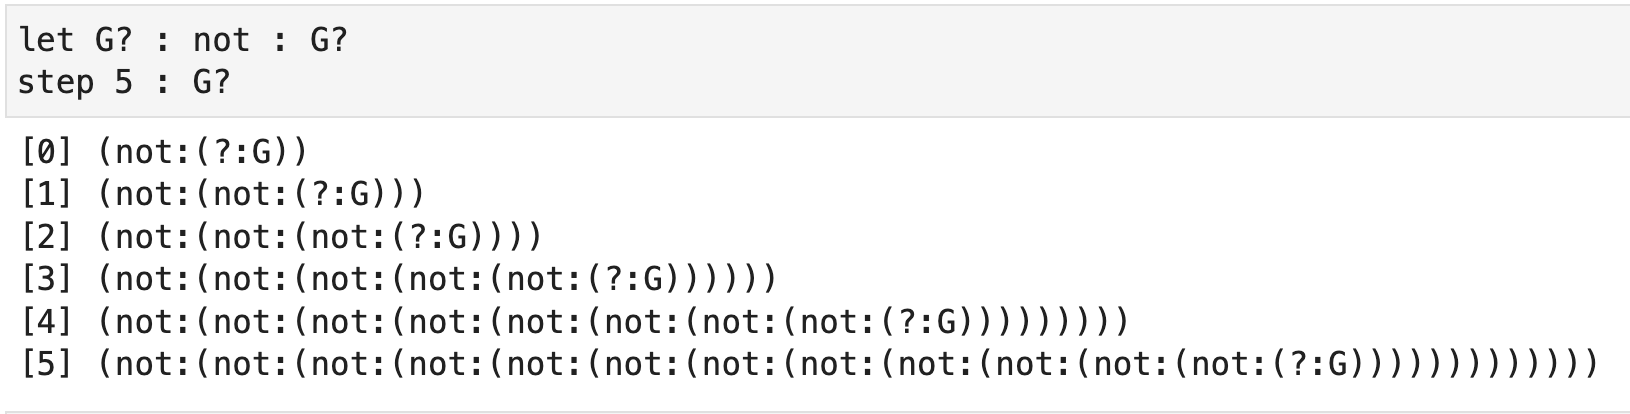 let G? : not : G?
step 5 : G?
[0] (not:(?:G))
[1] (not:(not:(?:G)))
[2] (not:(not:(not:(?:G))))
[3] (not:(not:(not:(not:(not:(?:G))))))
[4] (not:(not:(not:(not:(not:(not:(not:(not:(?:G)))))))))
[5] (not:(not:(not:(not:(not:(not:(not:(not:(not:(not:(not:(not:(?:G)))))))))))))